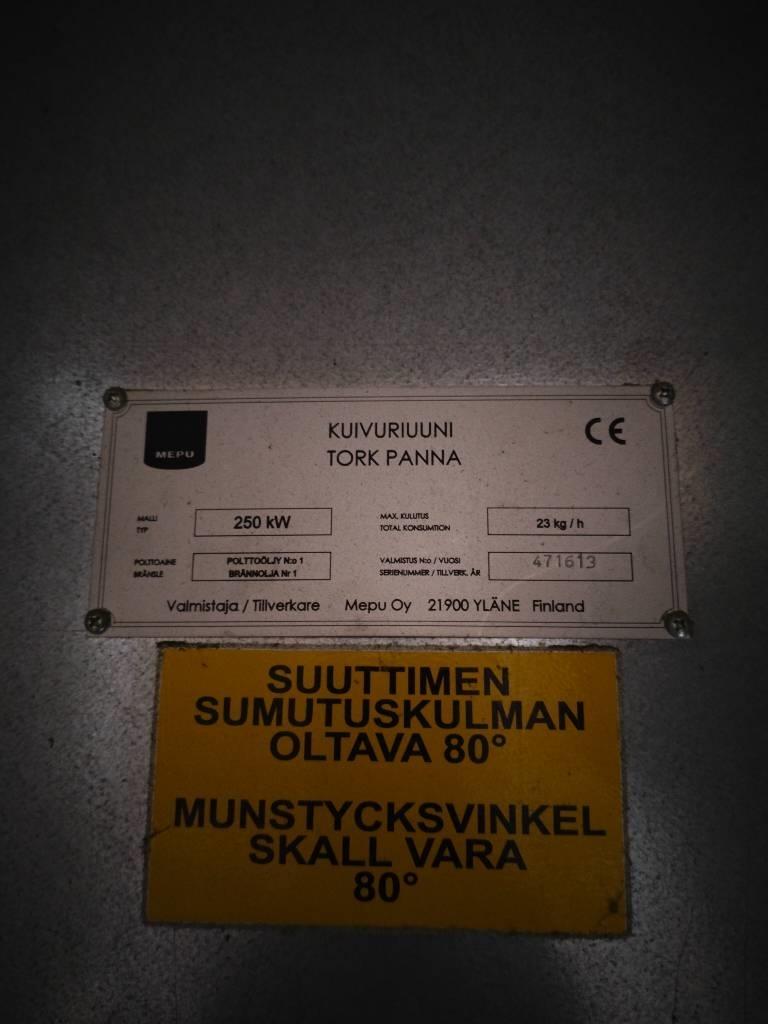 MEPU
KUIVURIUUNI
TORK PANNA
CE
MALLI
TYP
250 kW
MAX. KULUTUS
TOTAL KONSUMTION
23 kg / h
POLTTOAINE
BRÄNSLE
POLTTOÖLJY N:o 1
BRÄNNOLJA Nr 1
VALMISTUS N:o / VUOSI
SERIENUMMER / TILLVERK. ÅR
471613
Valmistaja / Tillverkare Mepu Oy 21900 YLÄNE Finland
SUUTTIMEN
SUMUTUSKULMAN
OLTAVA 80°
MUNSTYCKSVINKEL
SKALL VARA
80°